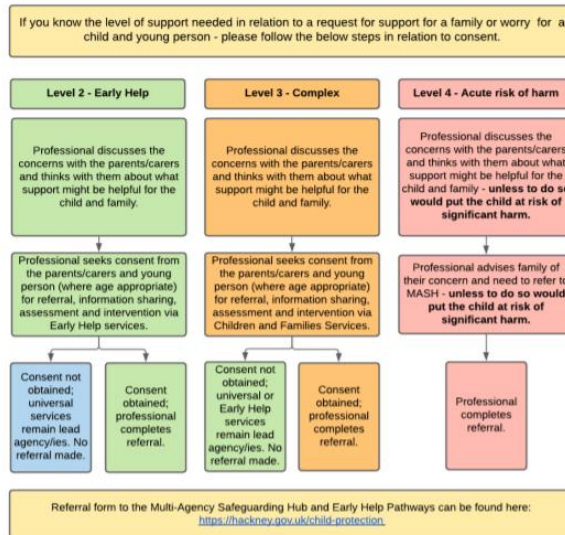 If you know the level of support needed in relation to a request for support for a family or worry for a
child and young person - please follow the below steps in relation to consent.
Level 2 - Early Help
Level 3 - Complex
Level 4 - Acute risk of harm
Professional discusses the
concerns with the parents/carers
and thinks with them about what
support might be helpful for the
child and family.
Professional discusses the
concerns with the parents/carers
and thinks with them about what
support might be helpful for the
child and family.
Professional discusses the
concerns with the parents/carers
and thinks with them about what
support might be helpful for the
child and family - unless to do so
would put the child at risk of
significant harm.
Professional seeks consent from
the parents/carers and young
person (where age appropriate)
for referral, information sharing,
assessment and intervention via
Early Help services.
Professional seeks consent from
the parents/carers and young
person (where age appropriate)
for referral, information sharing,
assessment and intervention via
Children and Families Services.
Professional advises family of
their concern and need to refer to
MASH - unless to do so would
put the child at risk of
significant harm.
Consent not
obtained;
universal
services
remain lead
agency/ies. No
referral made.
Consent
obtained;
professional
completes
referral.
Consent not
obtained;
universal or
Early Help
services
remain lead
agency/ies. No
referral made.
Consent
obtained;
professional
completes
referral.
Professional
completes
referral.
Referral form to the Multi-Agency Safeguarding Hub and Early Help Pathways can be found here:
https://hackney.gov.uk/child-protection